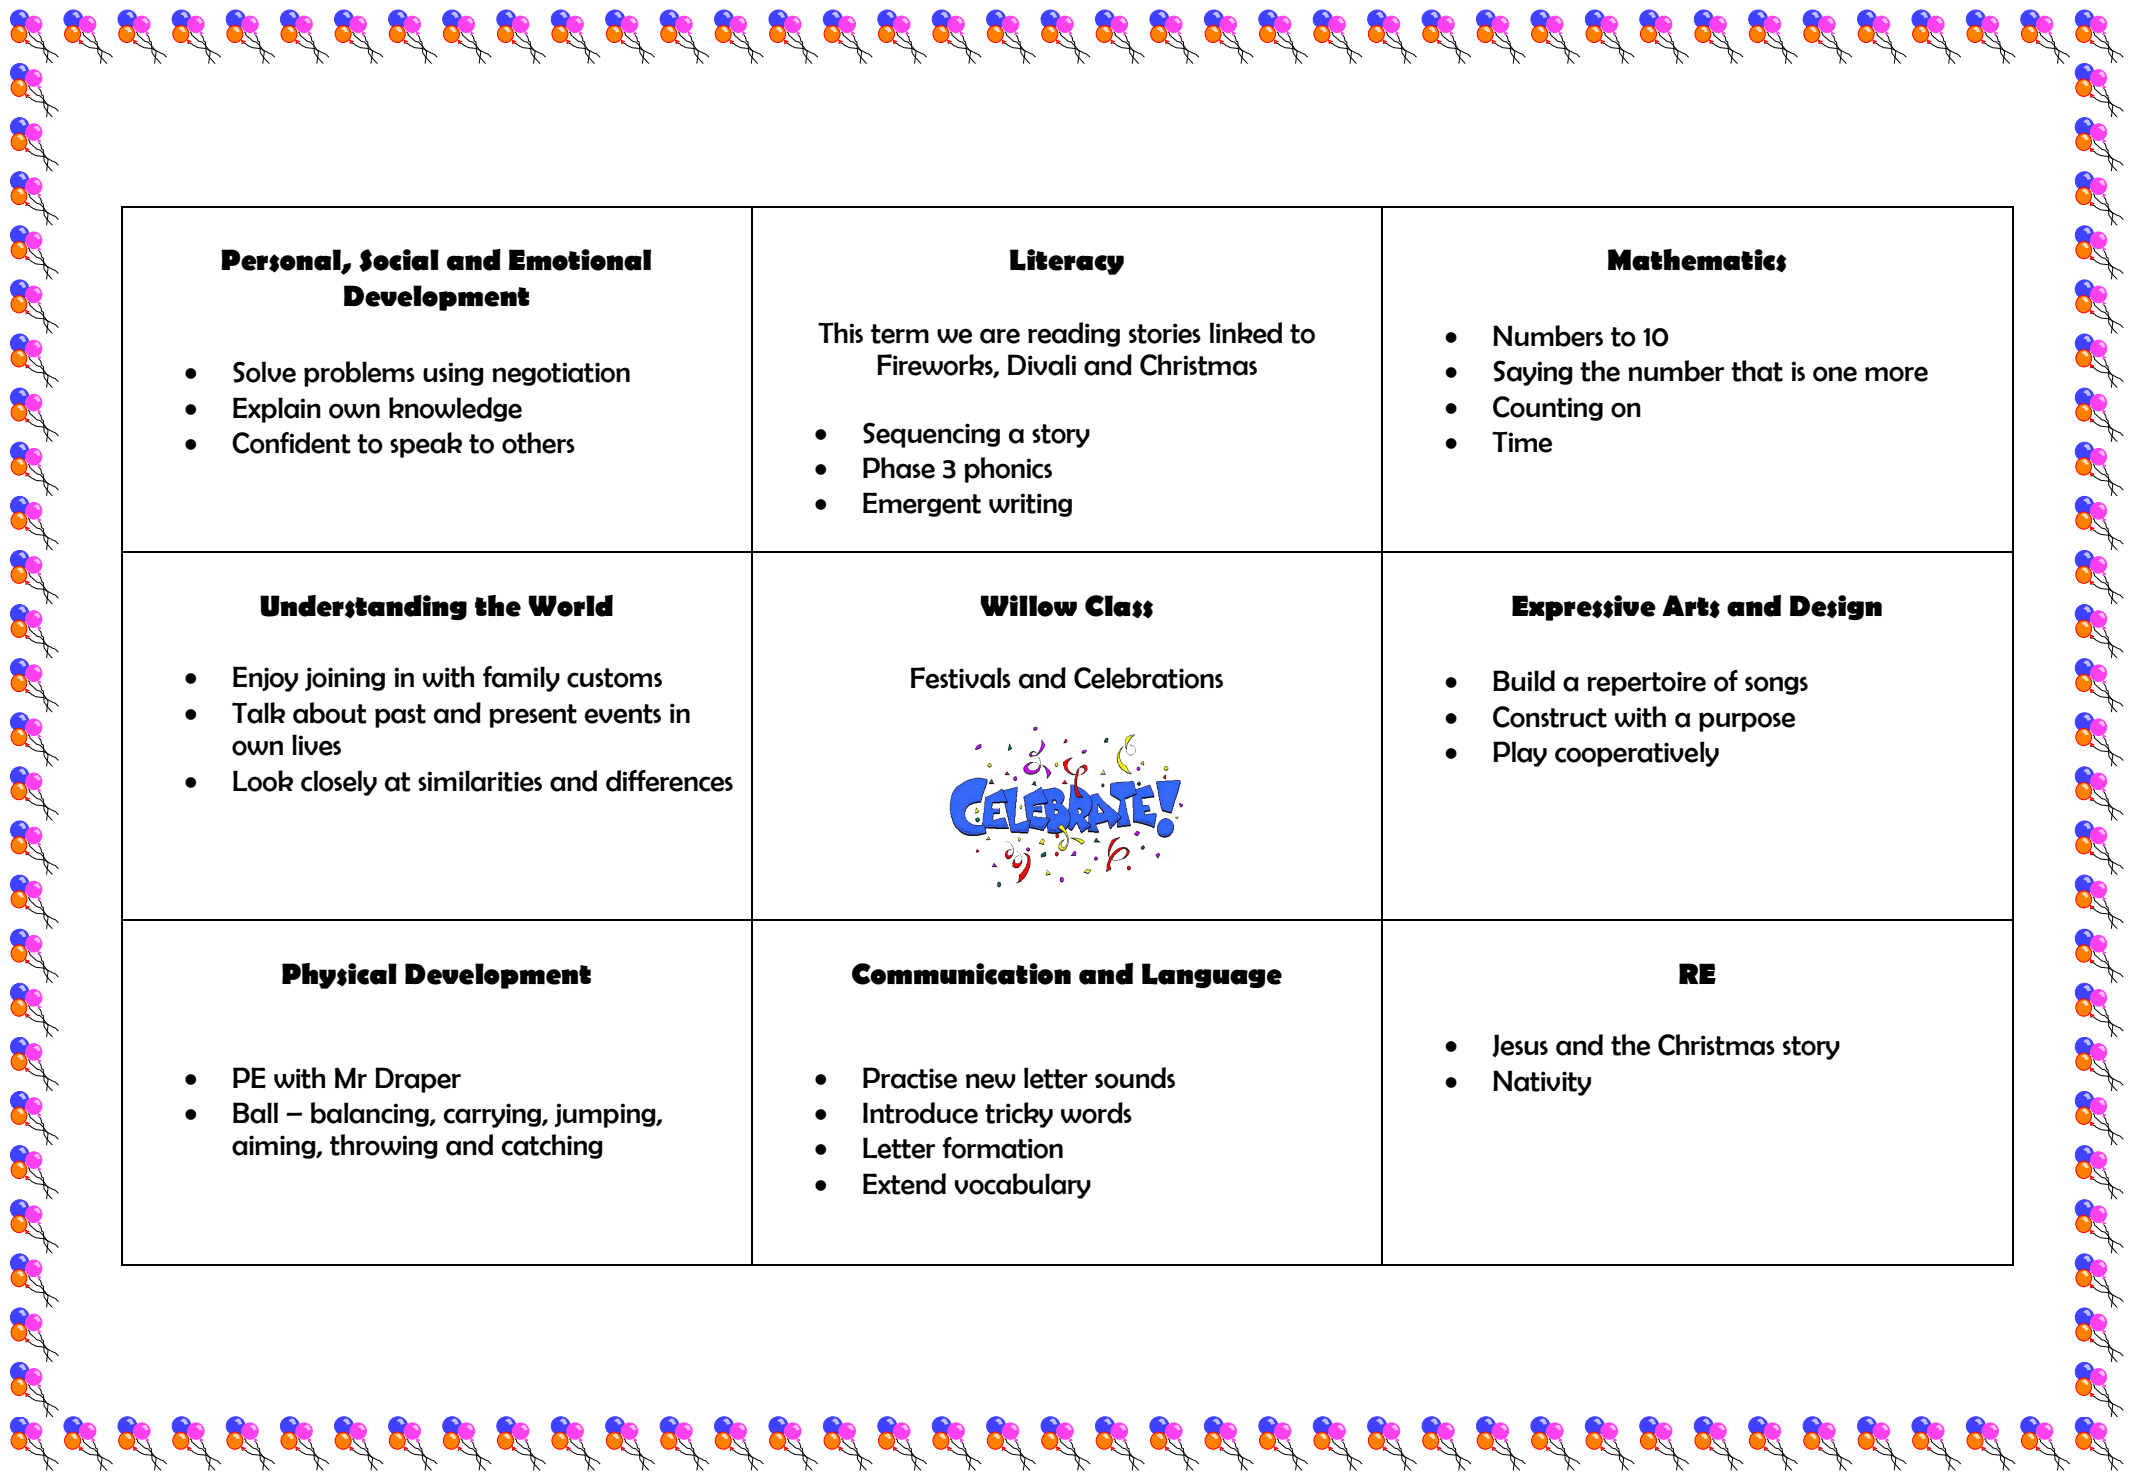 Personal, Social and Emotional
Development
• Solve problems using negotiation
• Explain own knowledge
• Confident to speak to others
Literacy
This term we are reading stories linked to
Fireworks, Divali and Christmas
• Sequencing a story
• Phase 3 phonics
• Emergent writing
Mathematics
• Numbers to 10
• Saying the number that is one more
• Counting on
• Time
Understanding the World
• Enjoy joining in with family customs
• Talk about past and present events in
own lives
• Look closely at similarities and differences
Willow Class
Festivals and Celebrations
CELEBRATE!
Expressive Arts and Design
• Build a repertoire of songs
• Construct with a purpose
• Play cooperatively
Physical Development
• PE with Mr Draper
• Ball – balancing, carrying, jumping,
aiming, throwing and catching
Communication and Language
• Practise new letter sounds
• Introduce tricky words
• Letter formation
• Extend vocabulary
RE
• Jesus and the Christmas story
• Nativity